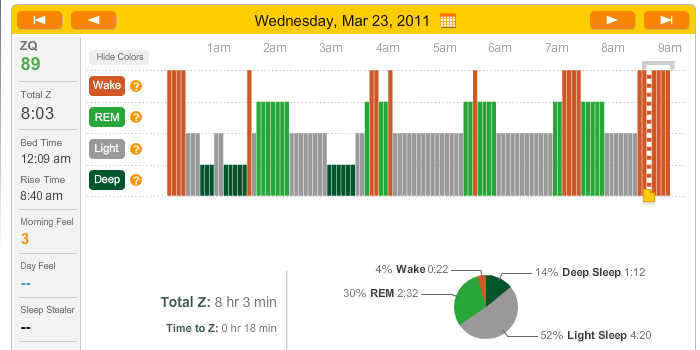 Wednesday, Mar 23, 2011
ZQ
89
Total Z
8:03
Bed Time
12:09 am
Rise Time
8:40 am
Morning Feel
3
Day Feel
--
Sleep Stealer
--
Hide Colors
1am 2am 3am 4am 5am 6am 7am 8am 9am
Wake ?
REM ?
Light ?
Deep ?
Total Z: 8 hr 3 min
Time to Z: 0 hr 18 min
4% Wake 0:22
14% Deep Sleep 1:12
30% REM 2:32
52% Light Sleep 4:20